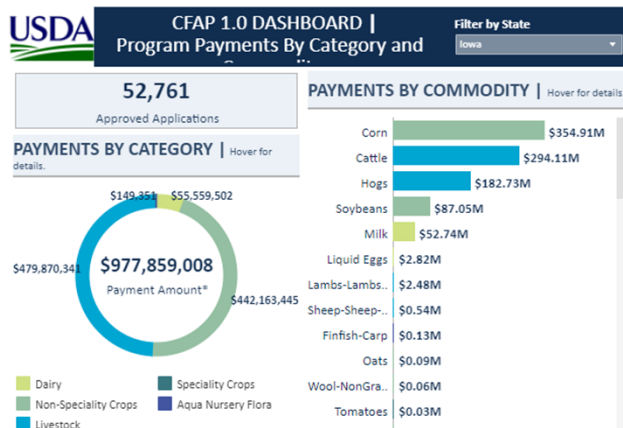 USDA
CFAP 1.0 DASHBOARD |
Program Payments By Category and
Filter by State
Iowa
52,761
Approved Applications
PAYMENTS BY CATEGORY | Hover for
details.
$149,351
$55,559,502
$479,870,341
$977,859,008
Payment Amount*
$442,163,445
Dairy
Speciality Crops
Non-Speciality Crops
Aqua Nursery Flora
Livestock
PAYMENTS BY COMMODITY | Hover for details
Corn $354.91M
Cattle $294.11M
Hogs $182.73M
Soybeans $87.05M
Milk $52.74M
Liquid Eggs $2.82M
Lambs-Lambs.. $2.48M
Sheep-Sheep-.. $0.54M
Finfish-Carp $0.13M
Oats $0.09M
Wool-NonGra.. $0.06M
Tomatoes $0.03M